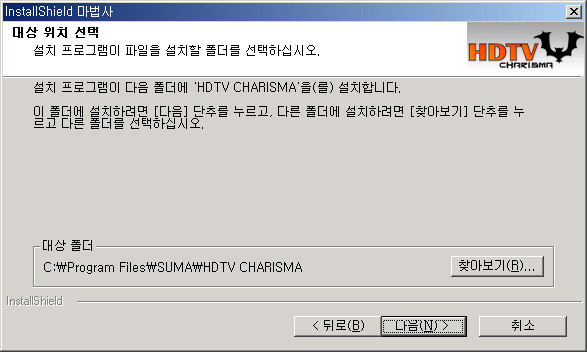 InstallShield 마법사
대상 위치 선택
설치 프로그램이 파일을 설치할 폴더를 선택하십시오.
HDTV
CHARISMA
설치 프로그램이 다음 폴더에 'HDTV CHARISMA'을(를) 설치합니다.
이 폴더에 설치하려면 [다음] 단추를 누르고, 다른 폴더에 설치하려면 [찾아보기] 단추를 누
르고 다른 폴더를 선택하십시오.
대상 폴더
C:₩Program Files₩SUMA₩HDTV CHARISMA
찾아보기(R)...
InstallShield
< 뒤로(B)
다음(N) >
취소